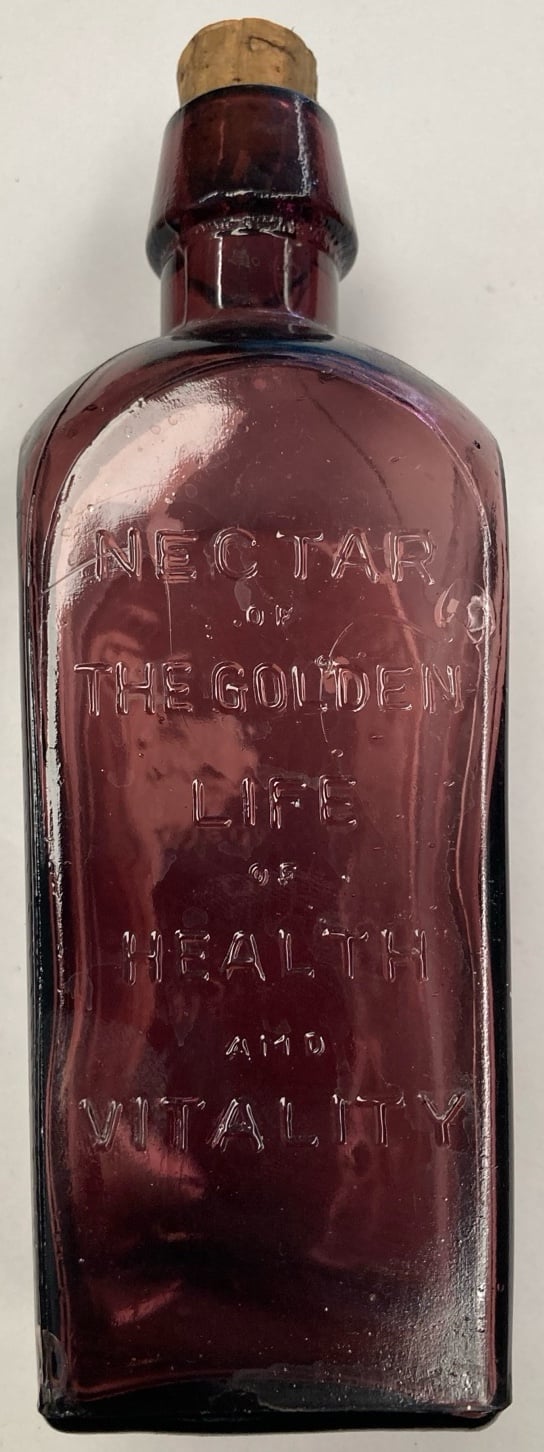 NECTAR
OF
THE GOLDEN
LIFE
OF
HEALTH
AND
VITALITY